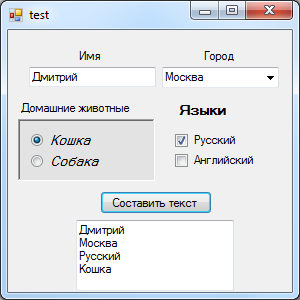 test
Имя Город
Дмитрий Москва
Домашние животные Языки
Кошка Русский
Собака Английский
Составить текст
Дмитрий
Москва
Русский
Кошка